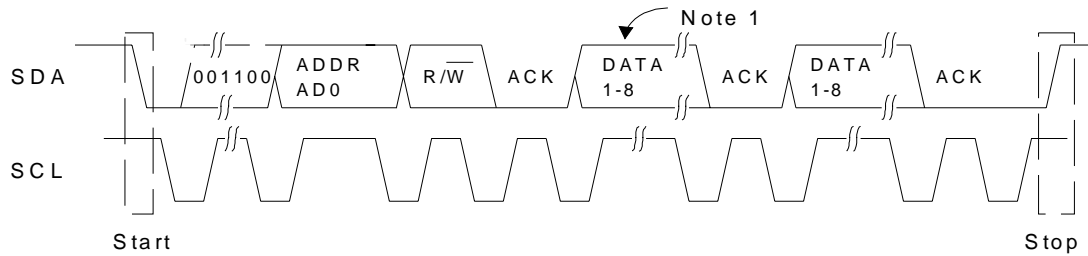 Note 1
SDA
001100
ADDR
AD0
R/W
ACK
DATA
1-8
ACK
DATA
1-8
ACK
SCL
Start
Stop